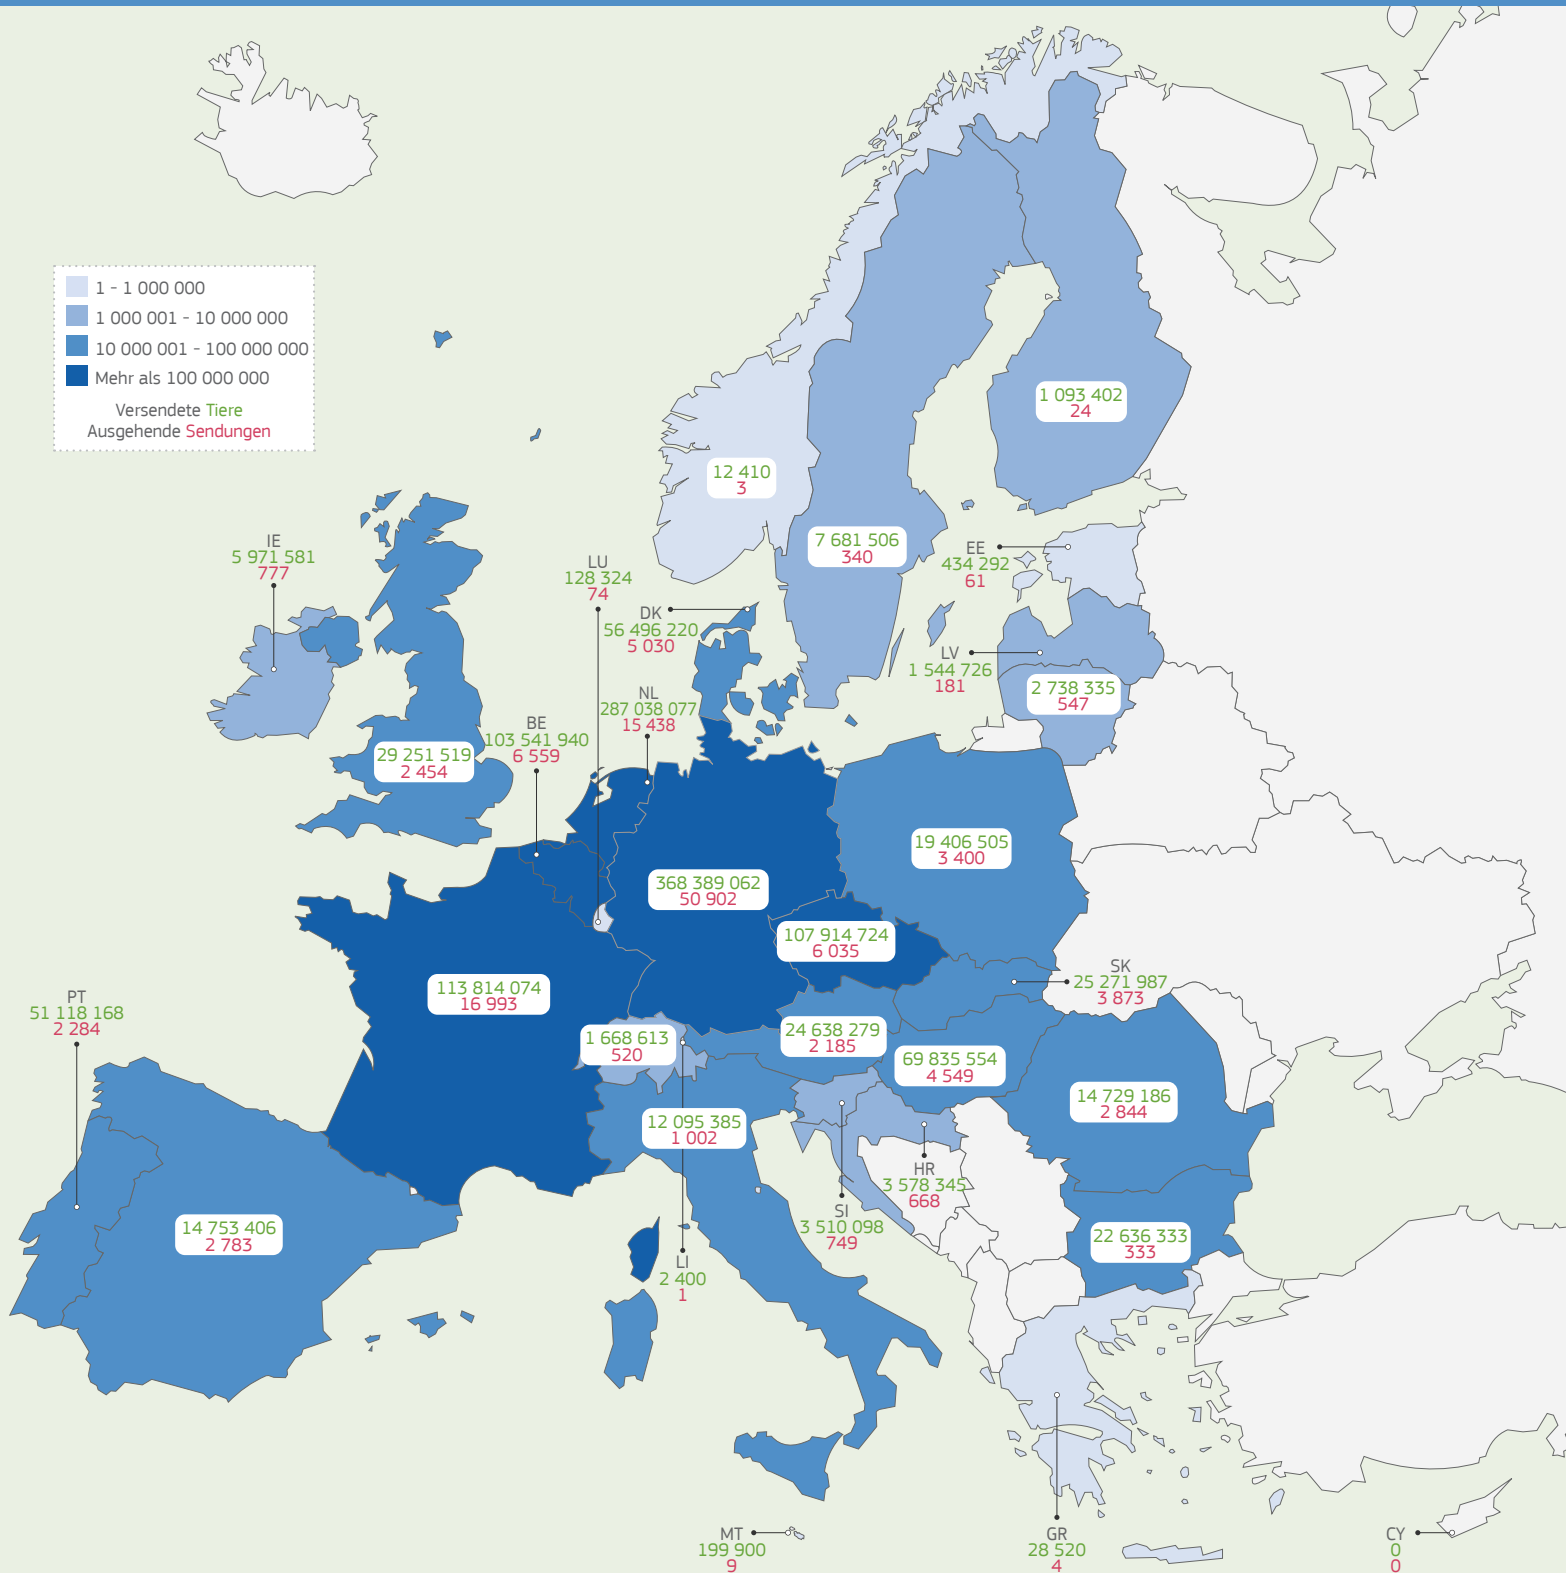 1 - 1 000 000
1 000 001 - 10 000 000
10 000 001 - 100 000 000
Mehr als 100 000 000
Versendete Tiere
Ausgehende Sendungen
1 093 402
24
12 410
3
7 681 506
340
IE
5 971 581
777
EE
434 292
61
LU
128 324
74
DK
56 496 220
5 030
LV
1 544 726
181
2 738 335
547
NL
287 038 077
15 438
BE
103 541 940
6 559
29 251 519
2 454
19 406 505
3 400
368 389 062
50 902
107 914 724
6 035
SK
25 271 987
3 873
113 814 074
16 993
PT
51 118 168
2 284
24 638 279
2 185
1 668 613
520
69 835 554
4 549
14 729 186
2 844
12 095 385
1 002
HR
3 578 345
668
SI
3 510 098
749
14 753 406
2 783
22 636 333
333
LI
2 400
1
MT
199 900
9
GR
28 520
4
CY
0
0